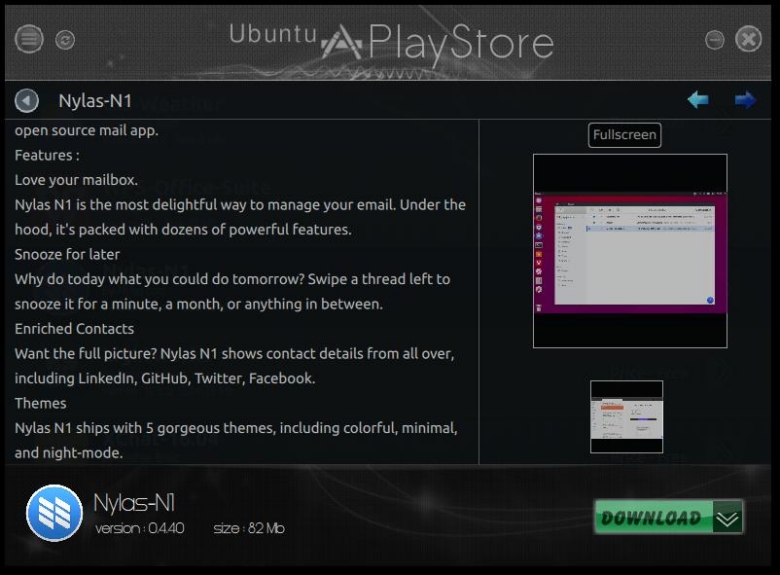 Ubuntu PlayStore
Nylas-N1
open source mail app.
Features :
Love your mailbox.
Nylas N1 is the most delightful way to manage your email. Under the
hood, it's packed with dozens of powerful features.
Snooze for later
Why do today what you could do tomorrow? Swipe a thread left to
snooze it for a minute, a month, or anything in between.
Enriched Contacts
Want the full picture? Nylas N1 shows contact details from all over,
including LinkedIn, GitHub, Twitter, Facebook.
Themes
Nylas N1 ships with 5 gorgeous themes, including colorful, minimal,
and night-mode.
Fullscreen
Nylas-N1
version : 0.4.40 size : 82 Mb
DOWNLOAD